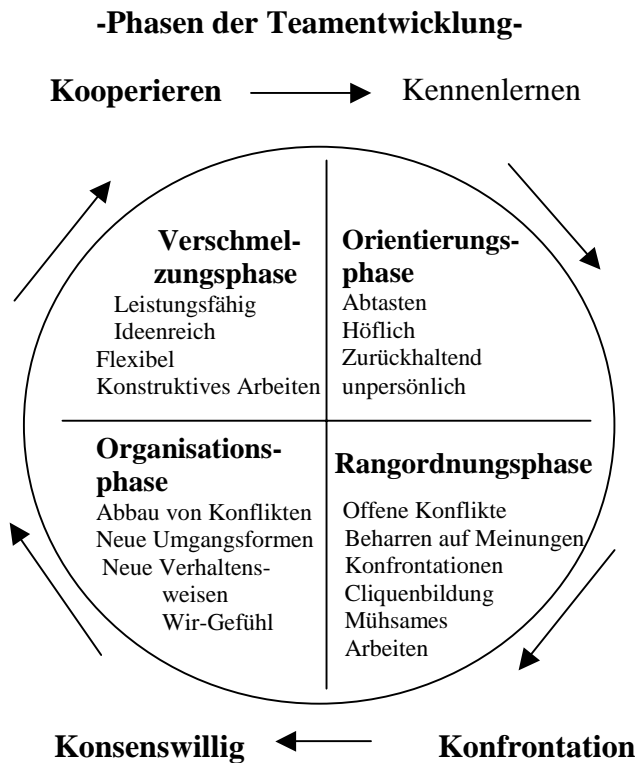 -Phasen der Teamentwicklung-
Kooperieren
Kennenlernen
Verschmel-
zungsphase
Leistungsfähig
Ideenreich
Flexibel
Konstruktives Arbeiten
Orientierungs-
phase
Abtasten
Höflich
Zurückhaltend
unpersönlich
Organisations-
phase
Abbau von Konflikten
Neue Umgangsformen
Neue Verhaltens-
weisen
Wir-Gefühl
Rangordnungsphase
Offene Konflikte
Beharren auf Meinungen
Konfrontationen
Cliquenbildung
Mühsames
Arbeiten
Konsenswillig
Konfrontation